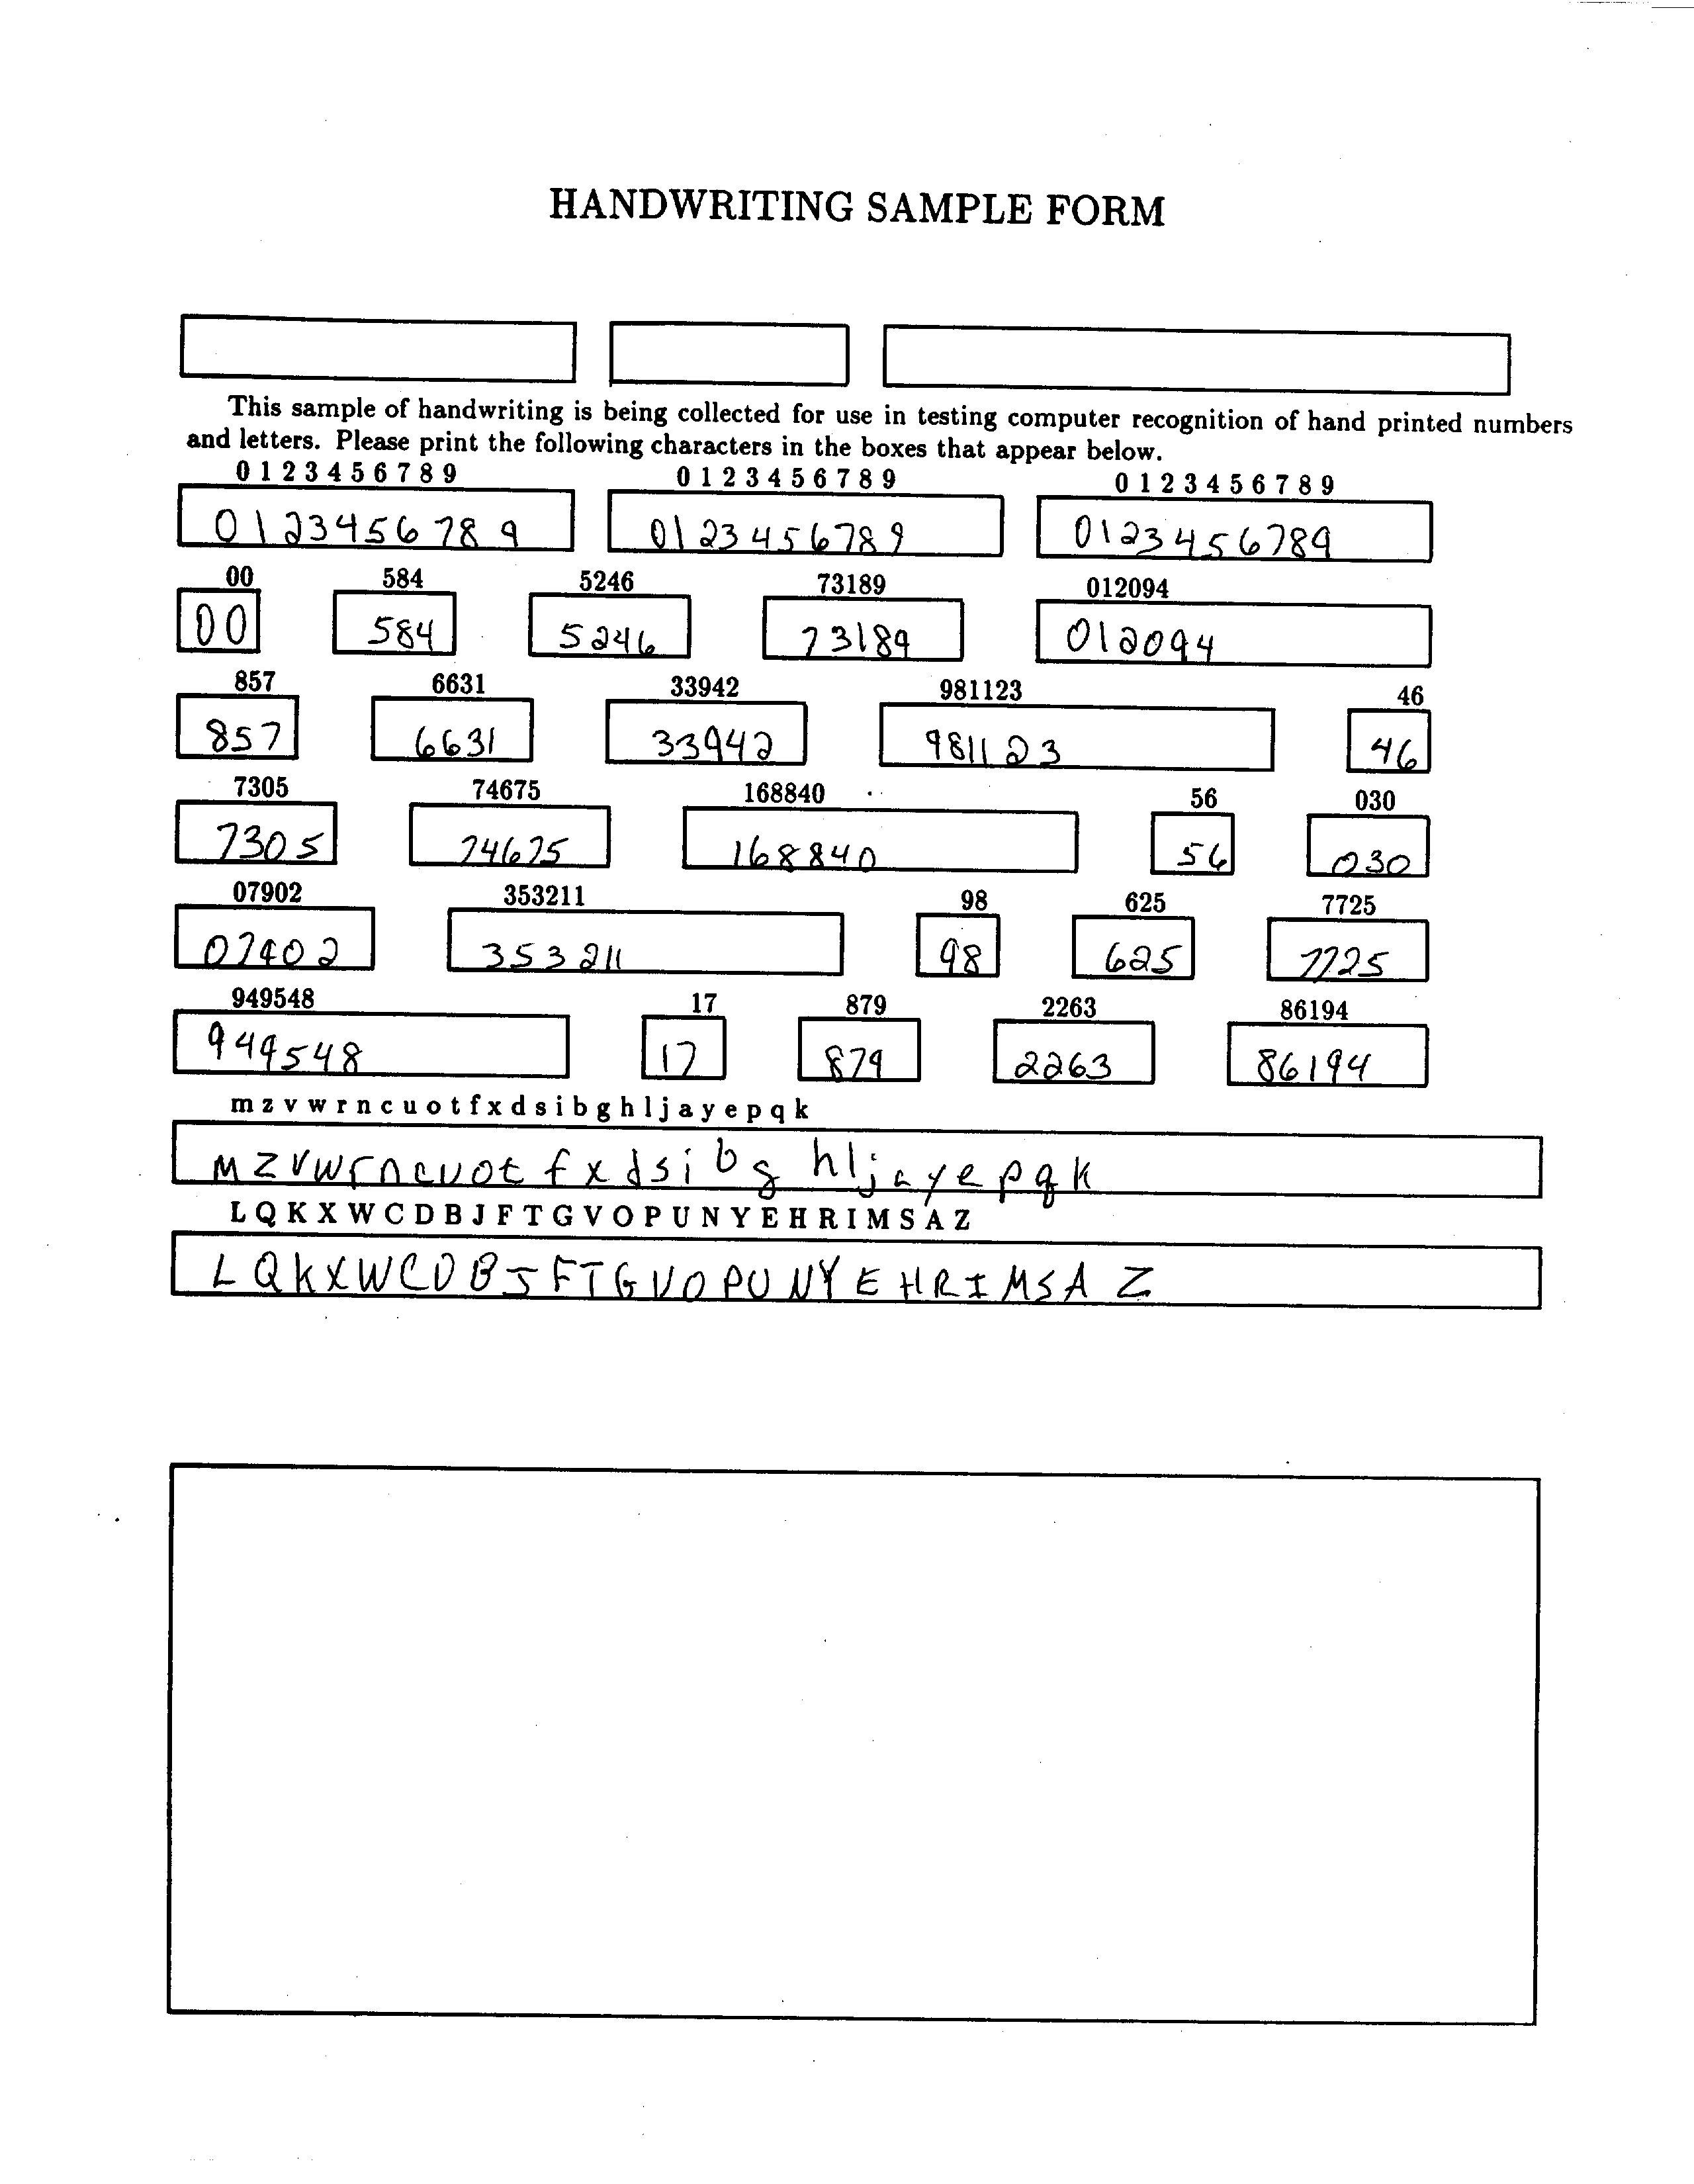 HANDWRITING SAMPLE FORM
This sample of handwriting is being collected for use in testing computer recognition of hand printed numbers
and letters. Please print the following characters in the boxes that appear below.
0 1 2 3 4 5 6 7 8 9 0 1 2 3 4 5 6 7 8 9 0 1 2 3 4 5 6 7 8 9
0123456789 0123456789 0123456789
00 584 5246 73189 012094
00 584 5246 73189 012094
857 6631 33942 981123 46
857 6631 33942 981123 46
7305 74675 168840 56 030
7305 74675 168840 56 030
07902 353211 98 625 7725
07902 353211 98 625 7725
949548 17 879 2263 86194
949548 17 879 2263 86194
m z v w r n c u o t f x d s i b g h l j a y e p q k
m z v w r n c u o t f x d s i b g h l j a y e p q k
L Q K X W C D B J F T G V O P U N Y E H R I M S A Z
L Q K X W C D B J F T G V O P U N Y E H R I M S A Z